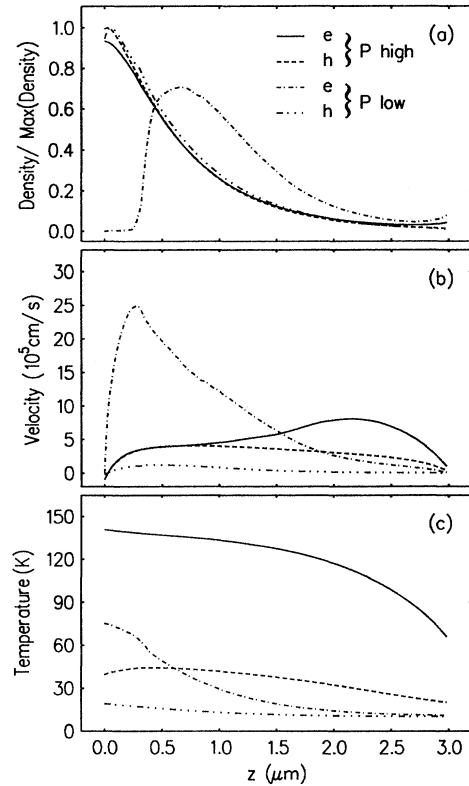 (a)
e
h } P high
e
h } P low
Density/ Max(Density)
1.0
0.8
0.6
0.4
0.2
0.0
(b)
Velocity (10⁵cm/s)
25
20
15
10
5
0
(c)
Temperature (K)
150
120
90
60
30
0
0.0 0.5 1.0 1.5 2.0 2.5 3.0
z (μm)